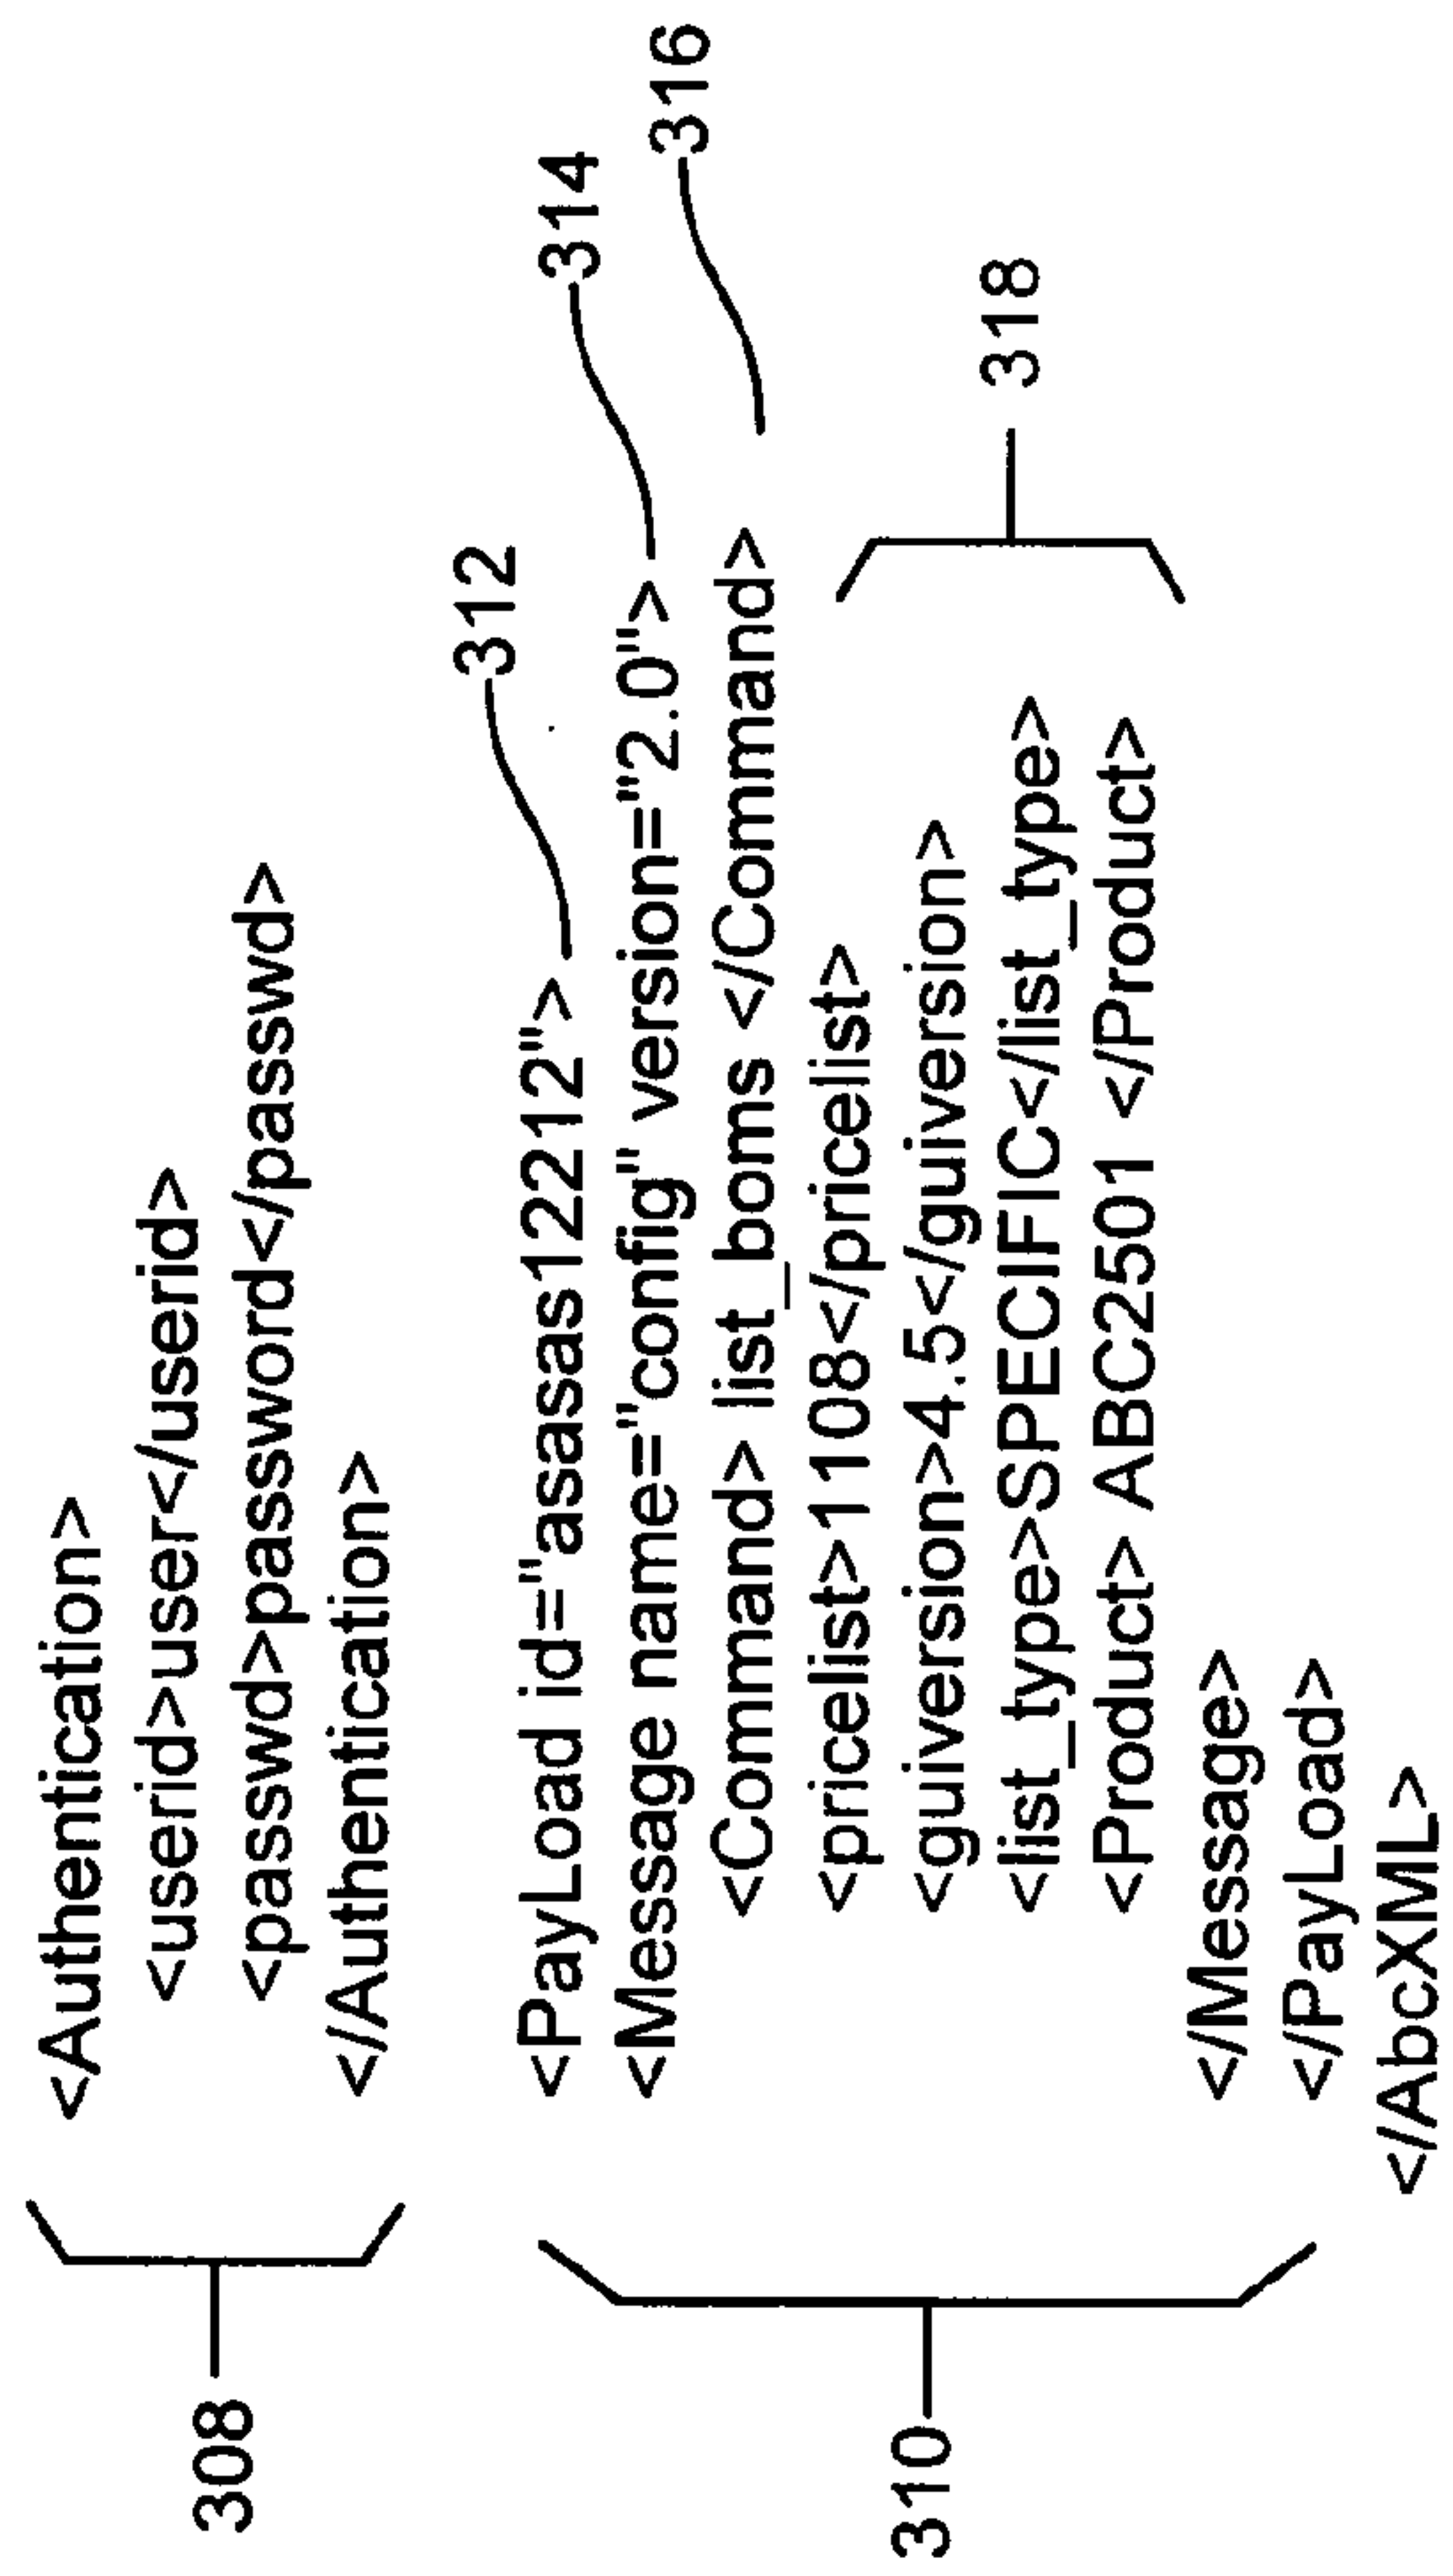 308
<Authentication>
<userid>user</userid>
<passwd>password</passwd>
</Authentication>
310
<PayLoad id="asas12212"> 312
<Message name="config" version="2.0"> 314
<Command> list_boms </Command> 316
<pricelist>1108</pricelist>
<guiversion>4.5</guiversion>
<list_type>SPECIFIC</list_type>
<Product> ABC2501 </Product>
318
</Message>
</PayLoad>
</AbcXML>